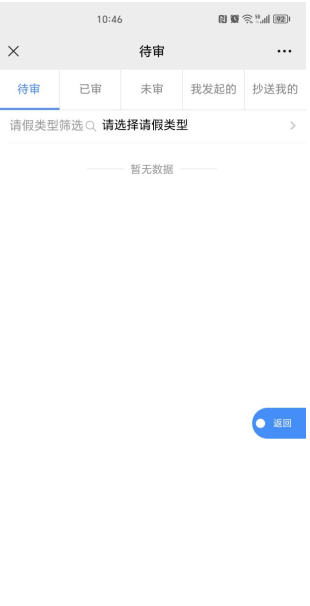 10:46
待审
待审 已审 未审 我发起的 抄送我的
请假类型筛选 请选择请假类型
暂无数据
返回